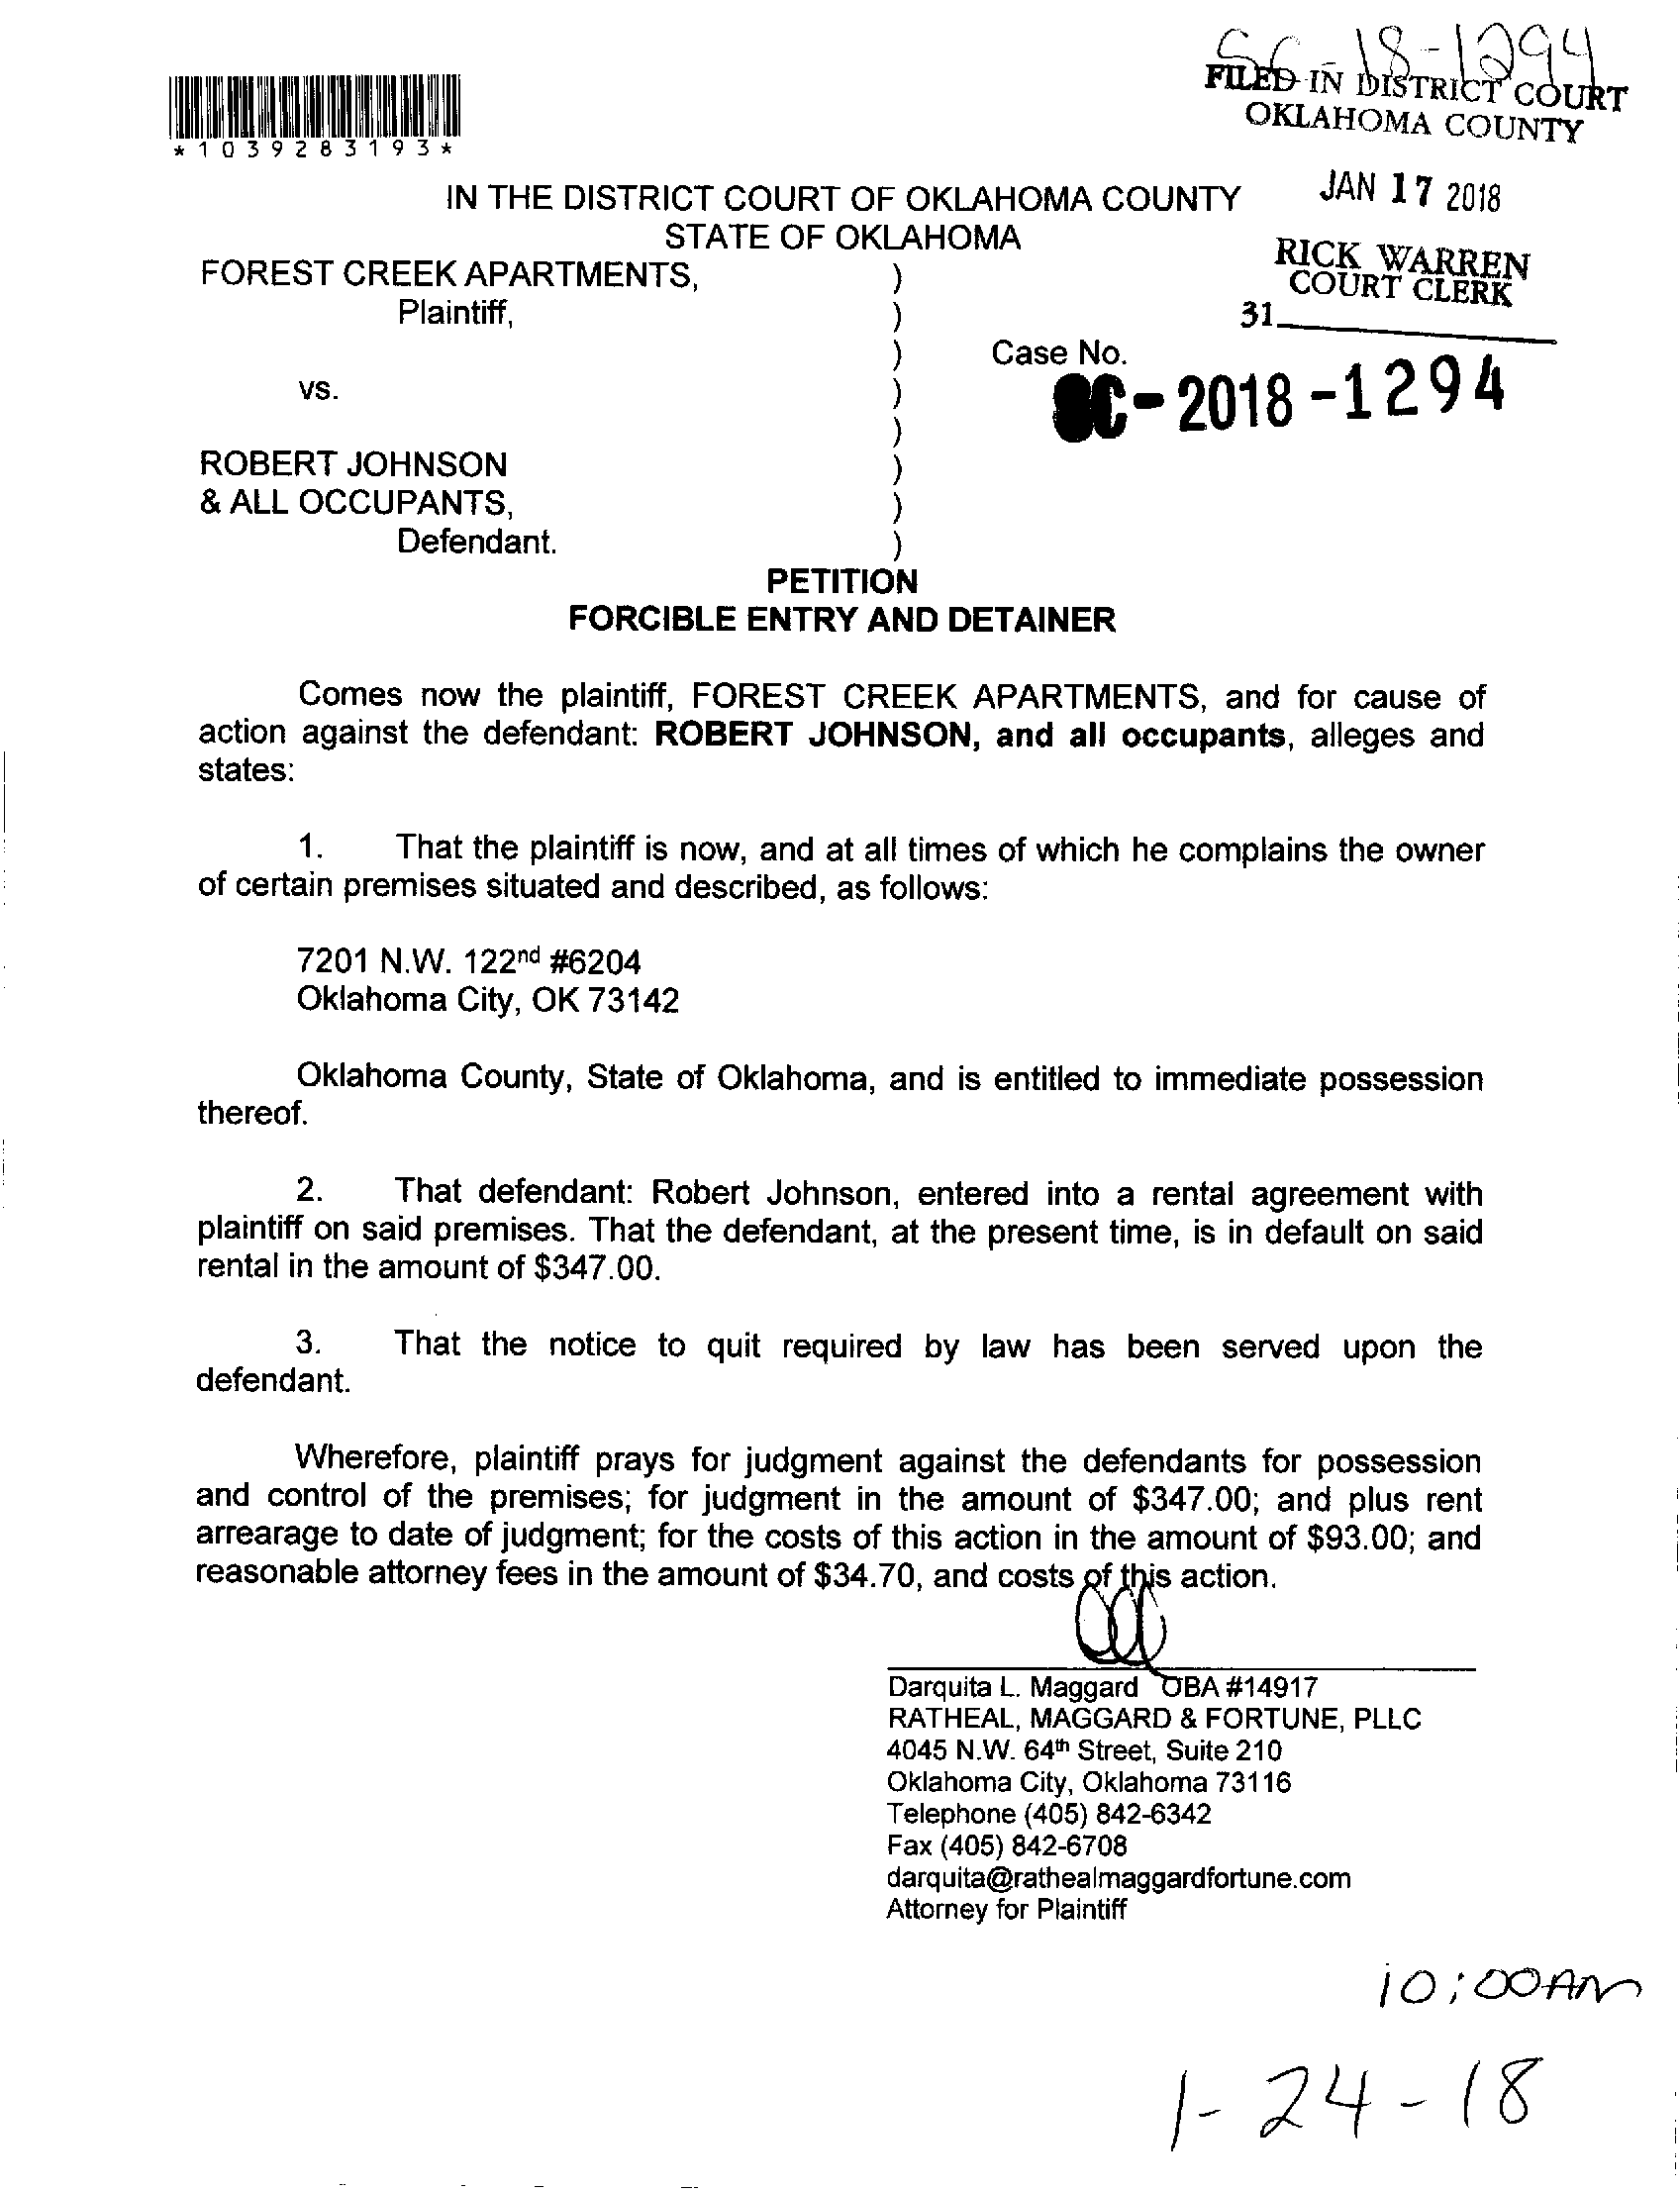 SC-18-1294
FILED IN DISTRICT COURT
OKLAHOMA COUNTY
*1039283193*
JAN 17 2018
IN THE DISTRICT COURT OF OKLAHOMA COUNTY
STATE OF OKLAHOMA
RICK WARREN
COURT CLERK
31
FOREST CREEK APARTMENTS, )
Plaintiff, )
) Case No.
vs. ) SC-2018-1294
)
ROBERT JOHNSON )
& ALL OCCUPANTS, )
Defendant. )
PETITION
FORCIBLE ENTRY AND DETAINER
Comes now the plaintiff, FOREST CREEK APARTMENTS, and for cause of
action against the defendant: ROBERT JOHNSON, and all occupants, alleges and
states:
1. That the plaintiff is now, and at all times of which he complains the owner
of certain premises situated and described, as follows:
7201 N.W. 122nd #6204
Oklahoma City, OK 73142
Oklahoma County, State of Oklahoma, and is entitled to immediate possession
thereof.
2. That defendant: Robert Johnson, entered into a rental agreement with
plaintiff on said premises. That the defendant, at the present time, is in default on said
rental in the amount of $347.00.
3. That the notice to quit required by law has been served upon the
defendant.
Wherefore, plaintiff prays for judgment against the defendants for possession
and control of the premises; for judgment in the amount of $347.00; and plus rent
arrearage to date of judgment; for the costs of this action in the amount of $93.00; and
reasonable attorney fees in the amount of $34.70, and costs of this action.
Darquita L. Maggard OBA #14917
RATHEAL, MAGGARD & FORTUNE, PLLC
4045 N.W. 64th Street, Suite 210
Oklahoma City, Oklahoma 73116
Telephone (405) 842-6342
Fax (405) 842-6708
darquita@rathealmaggardfortune.com
Attorney for Plaintiff
10:00AM
1-24-18